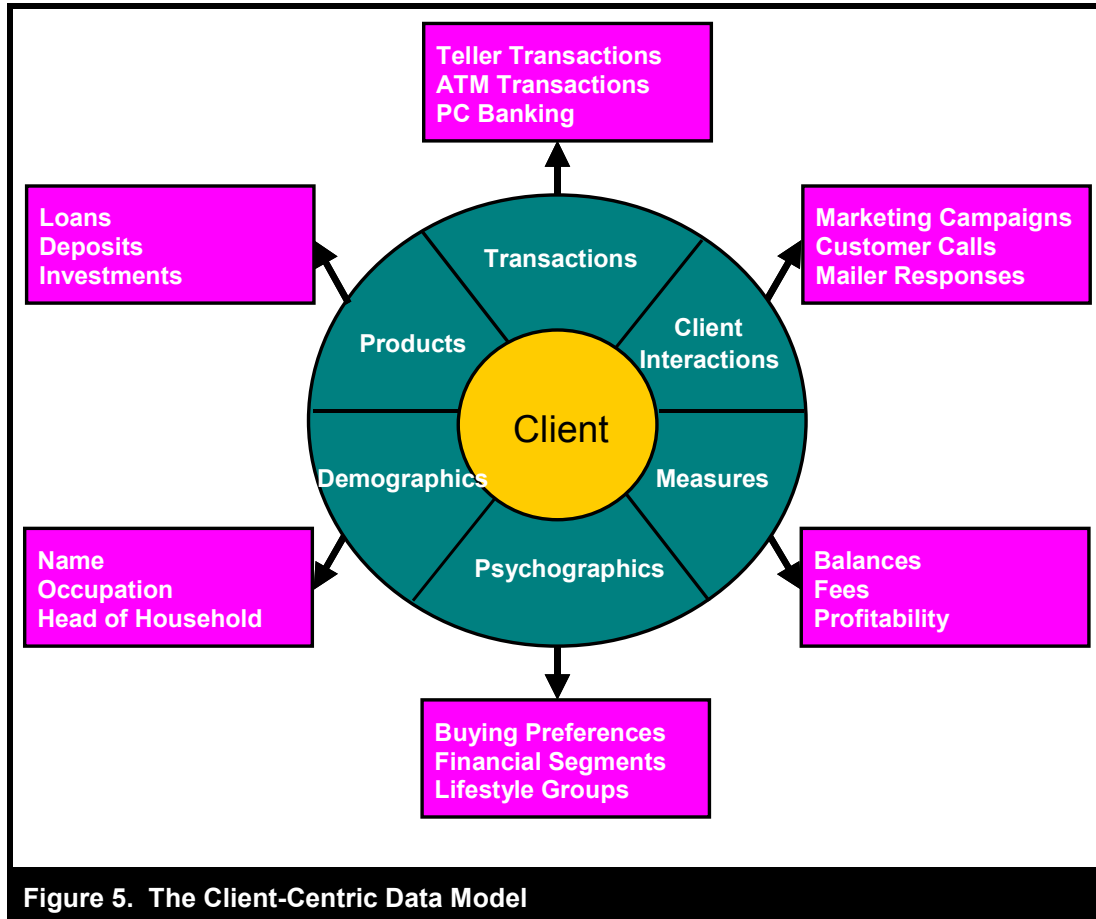 Teller Transactions
ATM Transactions
PC Banking
Loans
Deposits
Investments
Marketing Campaigns
Customer Calls
Mailer Responses
Transactions
Products
Client
Interactions
Client
Demographics
Measures
Psychographics
Name
Occupation
Head of Household
Balances
Fees
Profitability
Buying Preferences
Financial Segments
Lifestyle Groups
Figure 5.  The Client-Centric Data Model